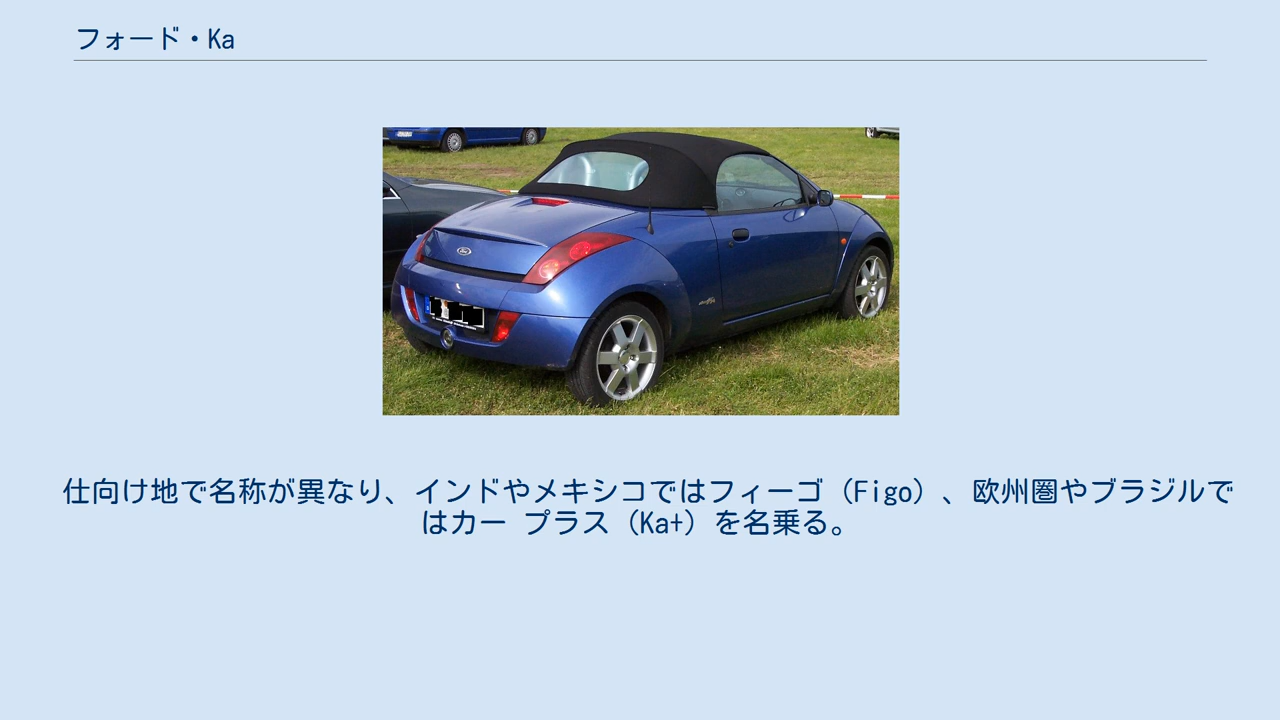 フォード・Ka
仕向け地で名称が異なり、インドやメキシコではフィーゴ（Figo）、欧州圏やブラジルで
はカー プラス（Ka+）を名乗る。